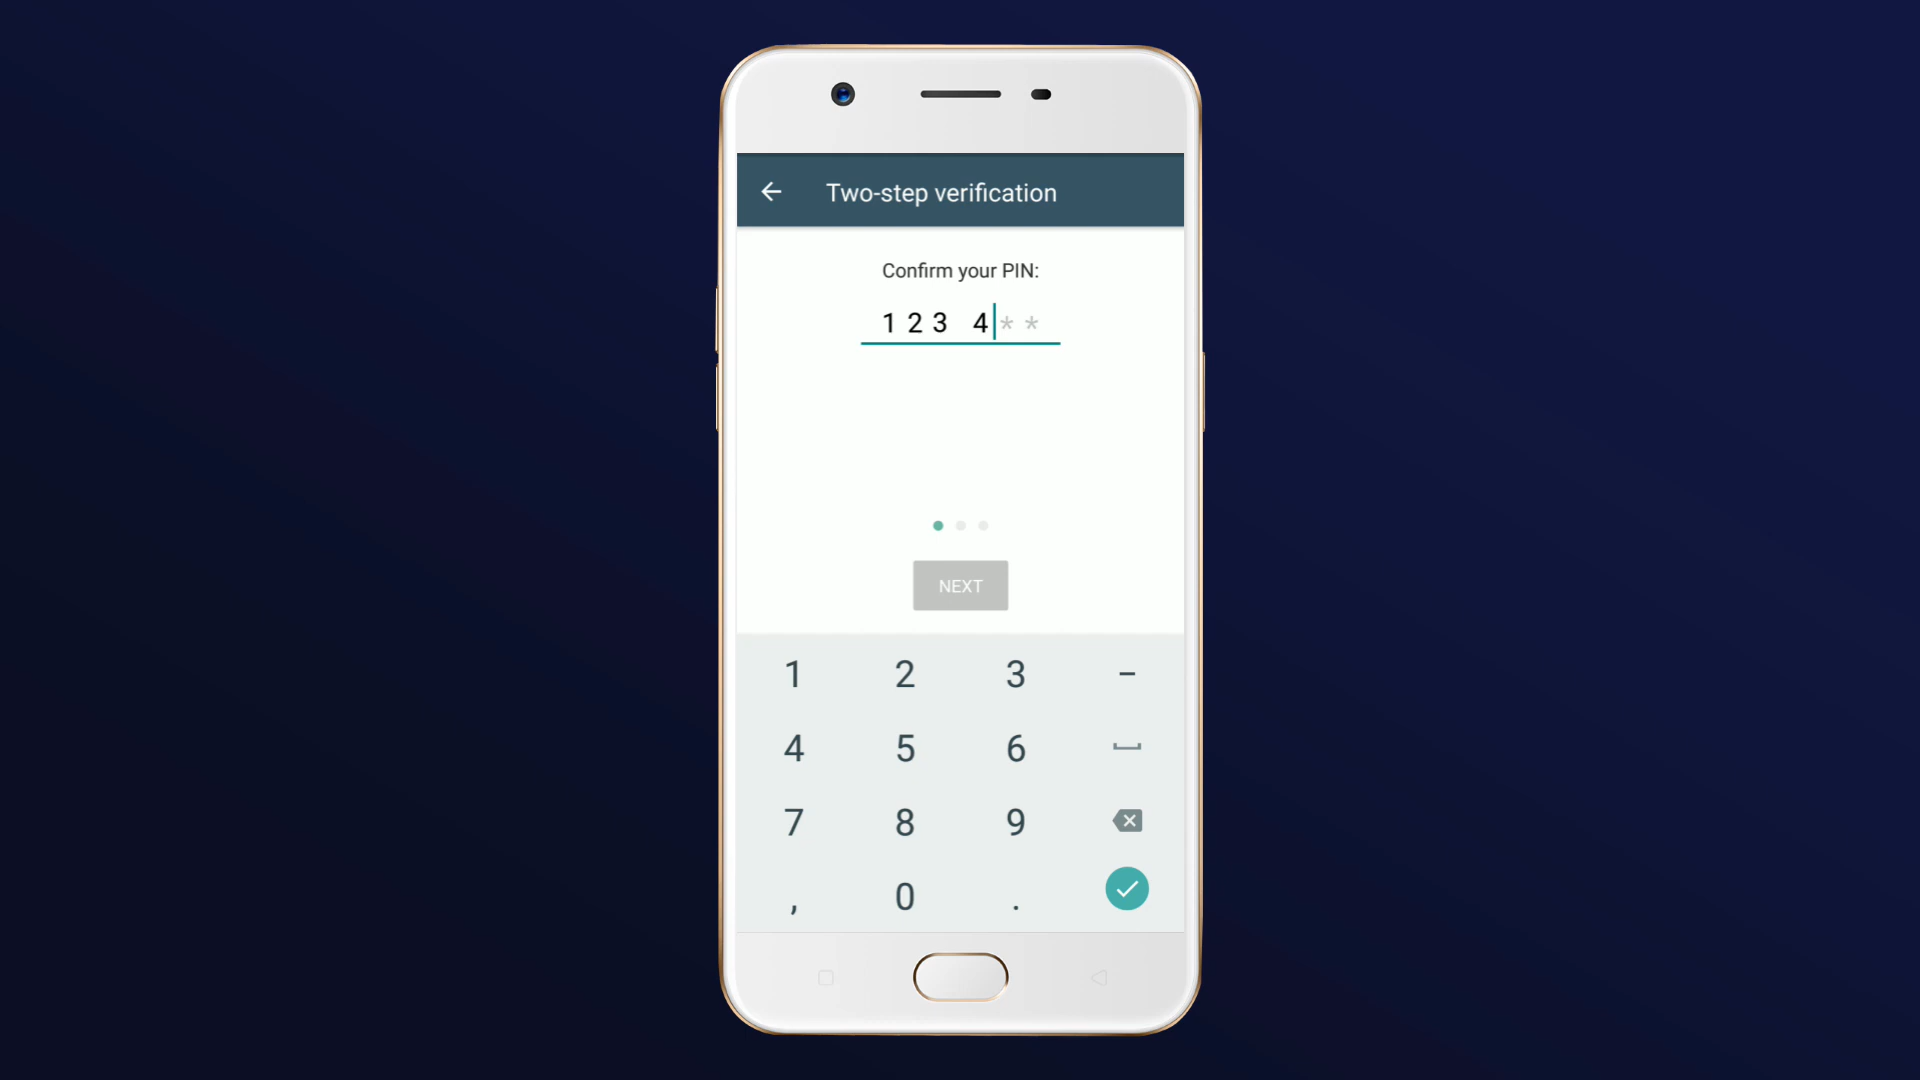 Two-step verification
Confirm your PIN:
1 2 3 4 * *
NEXT
1 2 3 -
4 5 6
7 8 9
, 0 .